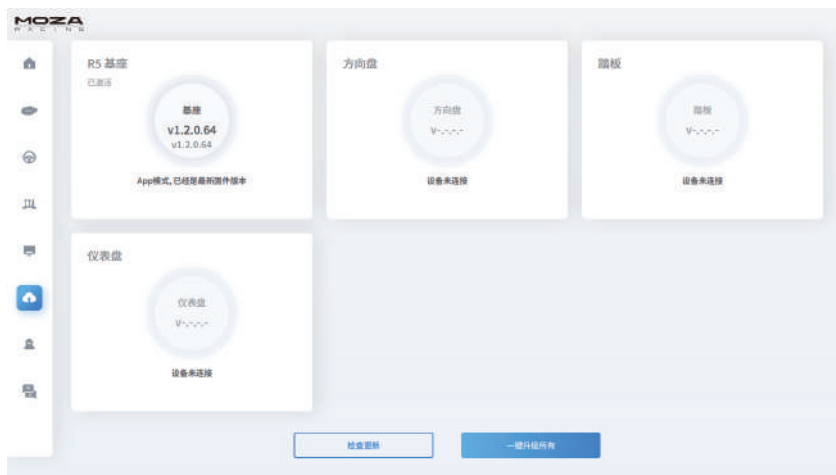 MOZA
RACING
R5 基座
已激活
基座
v1.2.0.64
v1.2.0.64
App模式,已经是最新固件版本
方向盘
方向盘
v-.-.-.-
设备未连接
踏板
踏板
v-.-.-.-
设备未连接
仪表盘
仪表盘
v-.-.-.-
设备未连接
检查更新
一键升级所有